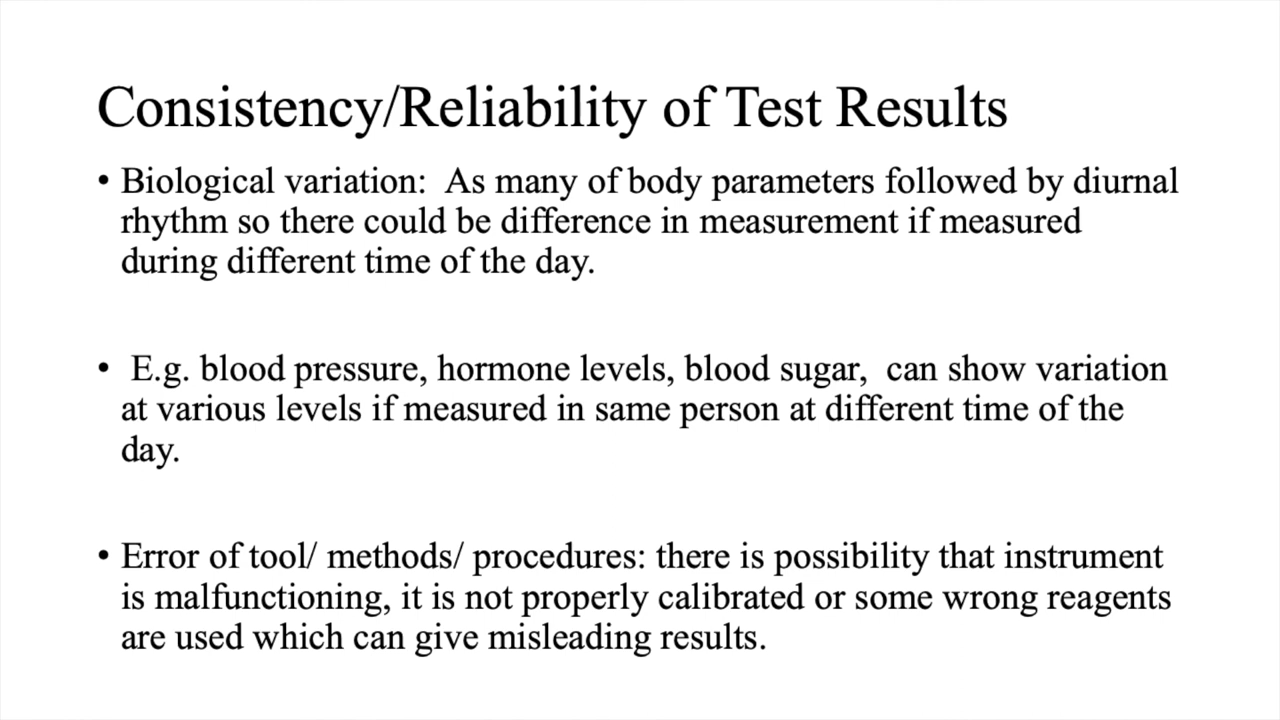 Consistency/Reliability of Test Results
• Biological variation:  As many of body parameters followed by diurnal
rhythm so there could be difference in measurement if measured
during different time of the day.
•  E.g. blood pressure, hormone levels, blood sugar,  can show variation
at various levels if measured in same person at different time of the
day.
• Error of tool/ methods/ procedures: there is possibility that instrument
is malfunctioning, it is not properly calibrated or some wrong reagents
are used which can give misleading results.